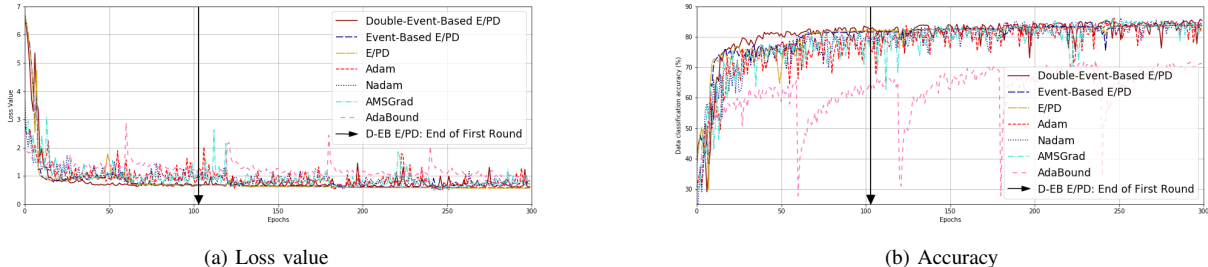 7
6
5
4
3
2
1
0
Loss Value
0
50
100
150
200
250
300
Epochs
Double-Event-Based E/PD
Event-Based E/PD
E/PD
Adam
Nadam
AMSGrad
AdaBound
D-EB E/PD: End of First Round
(a) Loss value
90
80
70
60
50
40
30
Data classification accuracy (%)
0
50
100
150
200
250
300
Epochs
Double-Event-Based E/PD
Event-Based E/PD
E/PD
Adam
Nadam
AMSGrad
AdaBound
D-EB E/PD: End of First Round
(b) Accuracy